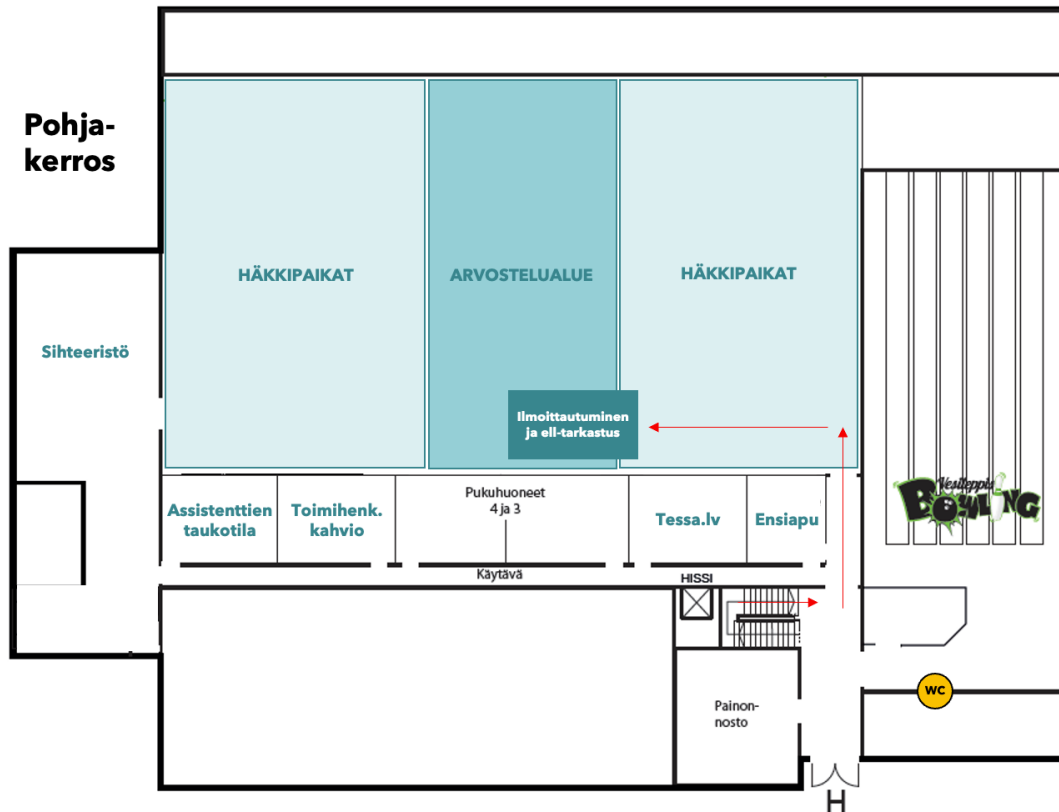 Pohja-
kerros
HÄKKIPAIKAT
ARVOSTELUALUE
HÄKKIPAIKAT
Sihteeristö
Ilmoittautuminen
ja ell-tarkastus
Vesileppis
BOWLING
Assistenttien
taukotila
Toimihenk.
kahvio
Pukuhuoneet
4 ja 3
Tessa.lv
Ensiapu
Käytävä
HISSI
WC
Painon-
nosto
H